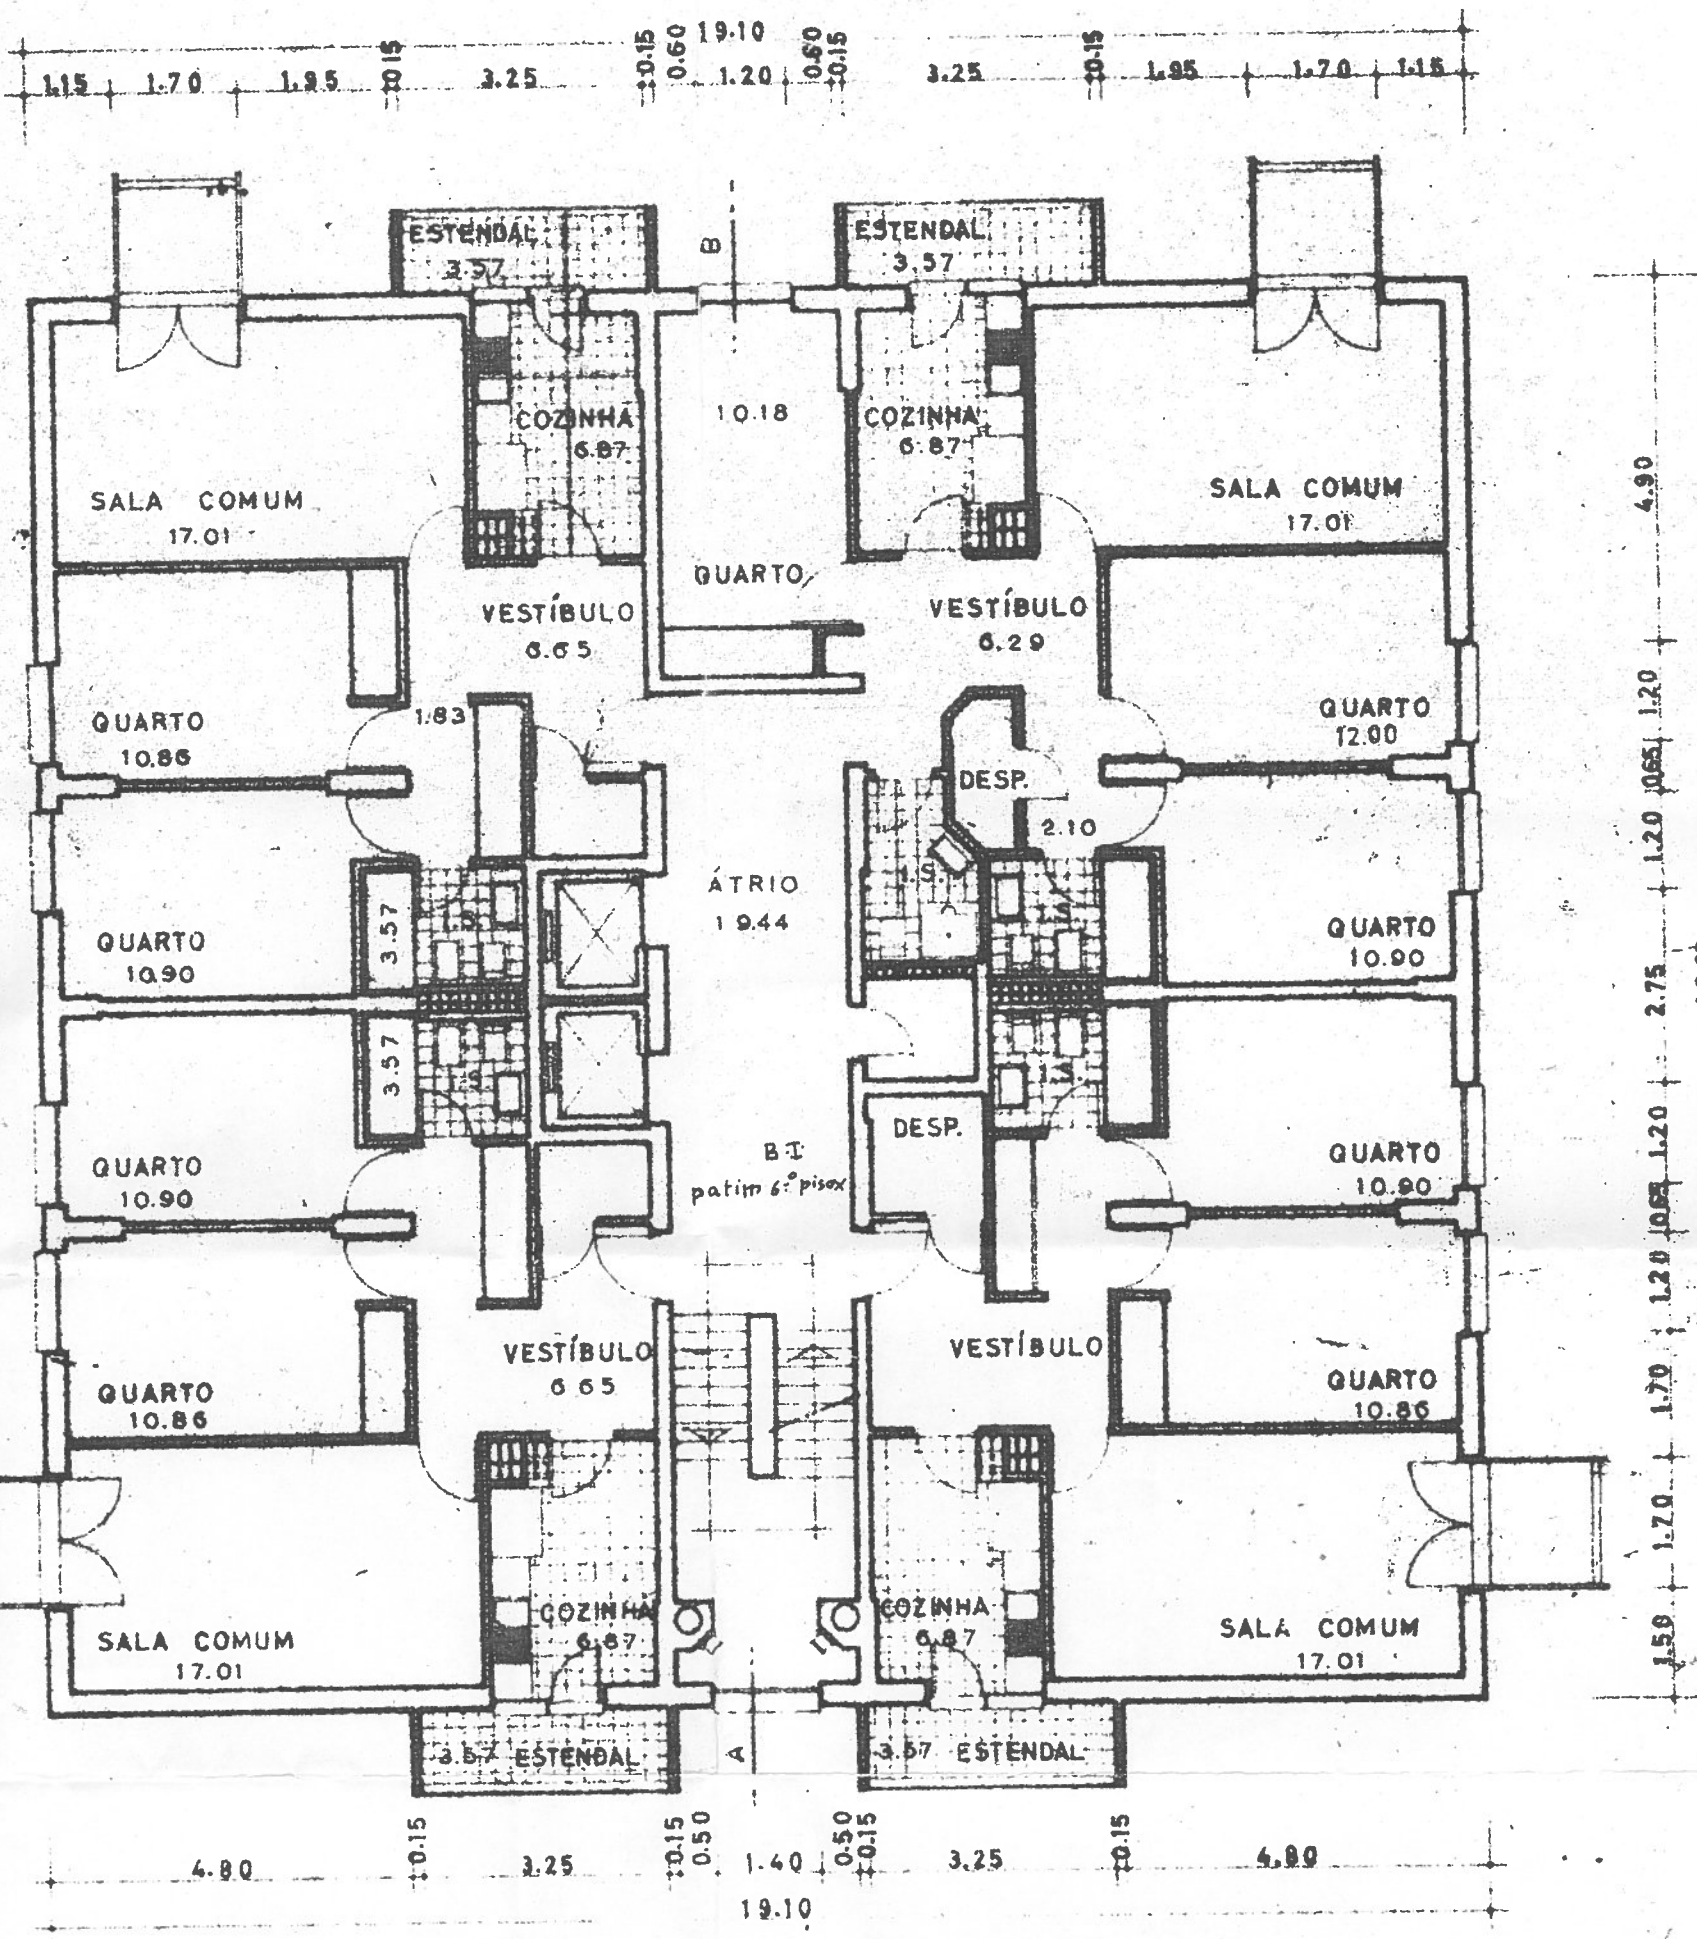 19.10
1.15 1.70 1.95 0.15 3.25 0.15 0.60 1.20 0.60 0.15 3.25 0.15 1.95 1.70 1.15
ESTENDAL
3.57
B
ESTENDAL
3.57
COZINHA
6.87
10.18
COZINHA
6.87
SALA COMUM
17.01
SALA COMUM
17.01
4.90
QUARTO
VESTÍBULO
6.65
VESTÍBULO
6.29
QUARTO
10.86
1.83
QUARTO
12.00
1.20
DESP.
2.10
0.65
1.20
ÁTRIO
19.44
I.S.
I.S.
I.S.
QUARTO
10.90
3.57
QUARTO
10.90
2.75
3.57
I.S.
I.S.
QUARTO
10.90
DESP.
B.I
patim 6º pisox
QUARTO
10.90
1.20
0.65
1.20
VESTÍBULO
6.65
VESTÍBULO
QUARTO
10.86
QUARTO
10.86
1.70
1.70
COZINHA
6.87
COZINHA
6.87
SALA COMUM
17.01
SALA COMUM
17.01
1.50
3.57 ESTENDAL
A
3.57 ESTENDAL
4.80 0.15 3.25 0.15 0.50 1.40 0.50 0.15 3.25 0.15 4.80
19.10